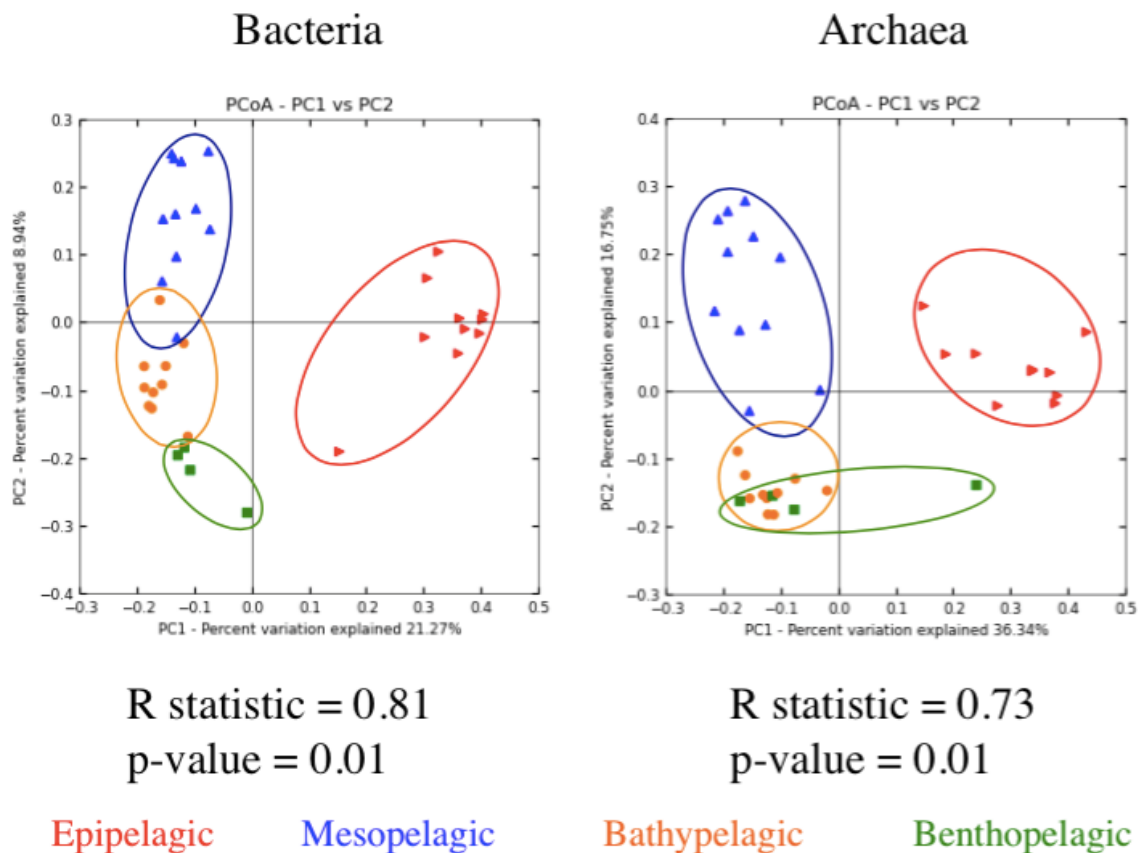 Bacteria
Archaea
PCoA - PC1 vs PC2
PCoA - PC1 vs PC2
PC2 - Percent variation explained 8.94%
0.3
0.2
0.1
0.0
−0.1
−0.2
−0.3
−0.4
−0.3
−0.2
−0.1
0.0
0.1
0.2
0.3
0.4
0.5
PC1 - Percent variation explained 21.27%
PC2 - Percent variation explained 16.75%
0.4
0.3
0.2
0.1
0.0
−0.1
−0.2
−0.3
−0.3
−0.2
−0.1
0.0
0.1
0.2
0.3
0.4
0.5
PC1 - Percent variation explained 36.34%
R statistic = 0.81
p-value = 0.01
R statistic = 0.73
p-value = 0.01
Epipelagic Mesopelagic Bathypelagic Benthopelagic